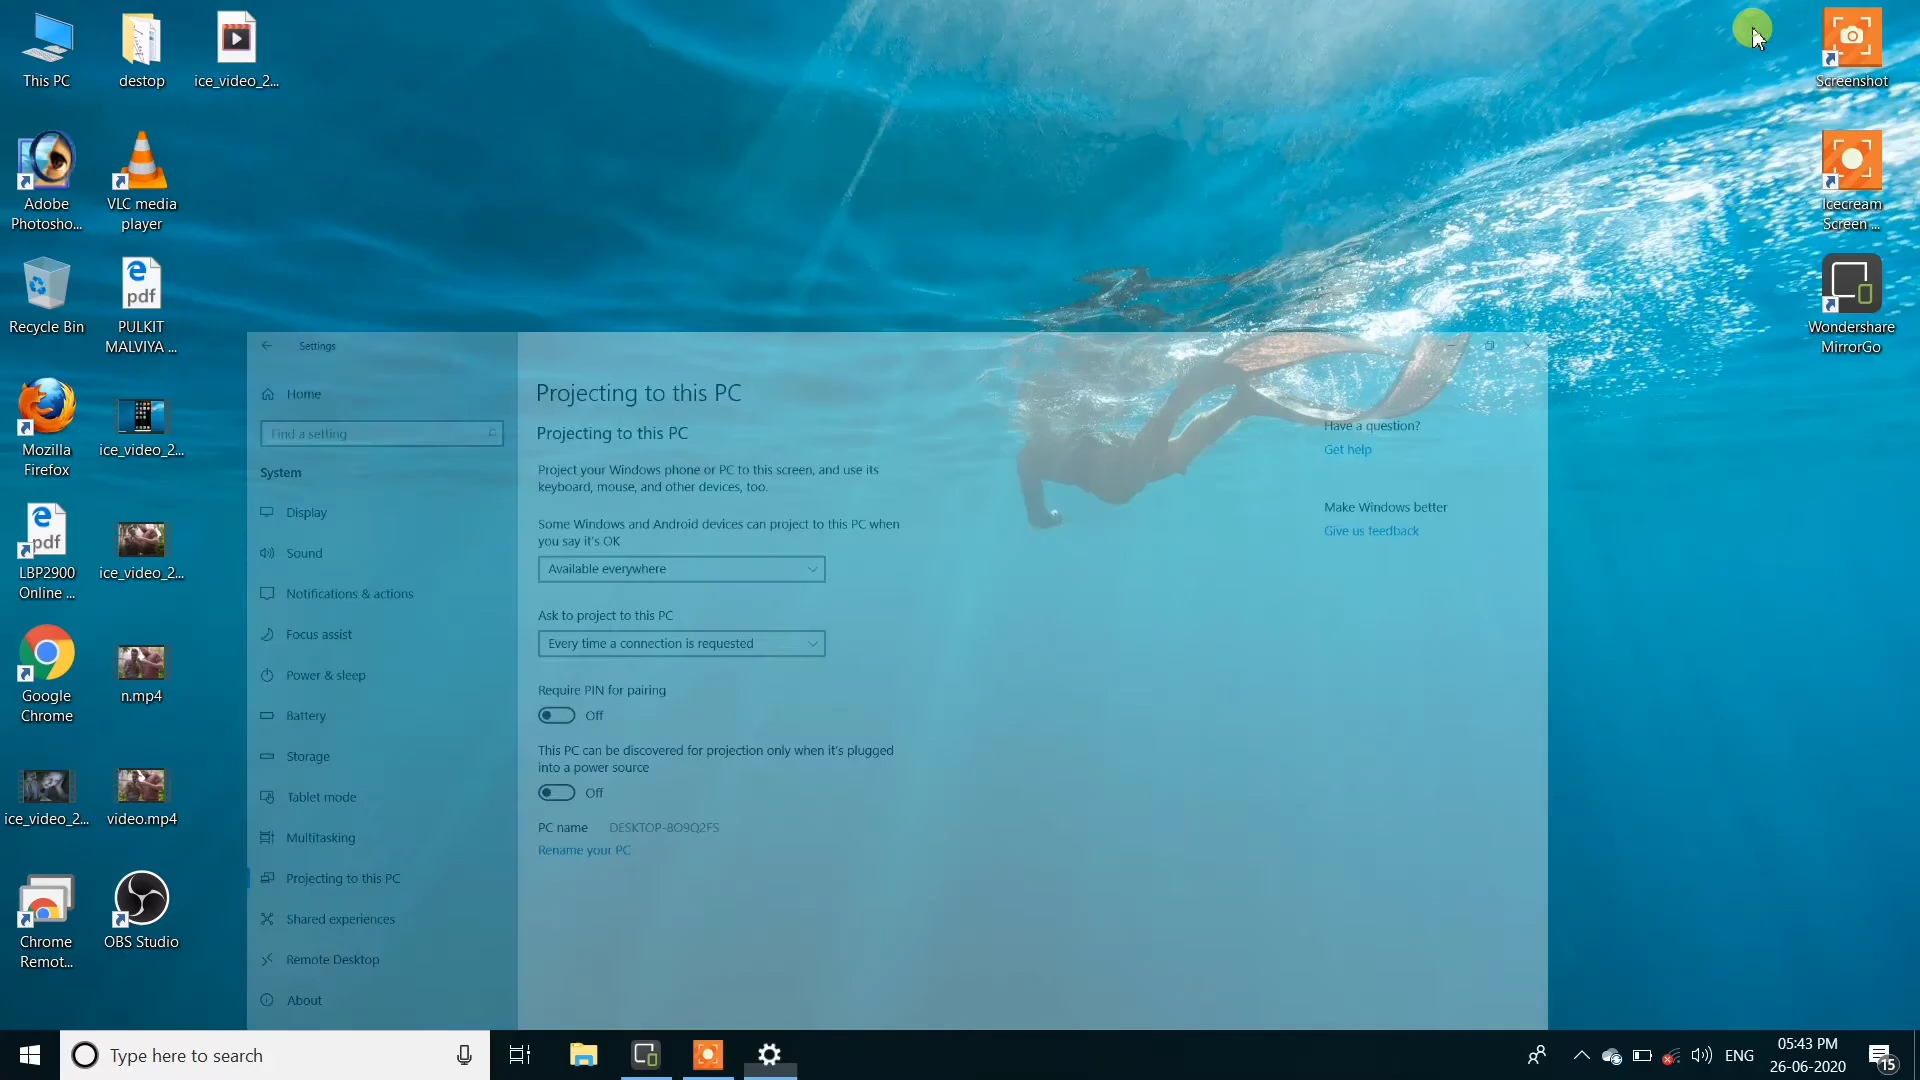 This PC
destop
ice_video_2...
Adobe
Photosho...
VLC media
player
Recycle Bin
pdf
PULKIT
MALVIYA ...
Mozilla
Firefox
ice_video_2...
pdf
LBP2900
Online ...
ice_video_2...
Google
Chrome
n.mp4
ice_video_2...
video.mp4
Chrome
Remot...
OBS Studio
Screenshot
Icecream
Screen ...
Wondershare
MirrorGo
Settings
Home
Find a setting
System
Display
Sound
Notifications & actions
Focus assist
Power & sleep
Battery
Storage
Tablet mode
Multitasking
Projecting to this PC
Shared experiences
Remote Desktop
About
Projecting to this PC
Projecting to this PC
Project your Windows phone or PC to this screen, and use its
keyboard, mouse, and other devices, too.
Some Windows and Android devices can project to this PC when
you say it's OK
Available everywhere
Ask to project to this PC
Every time a connection is requested
Require PIN for pairing
Off
This PC can be discovered for projection only when it's plugged
into a power source
Off
PC name DESKTOP-8O9Q2FS
Rename your PC
Have a question?
Get help
Make Windows better
Give us feedback
Type here to search
ENG
05:43 PM
26-06-2020
15